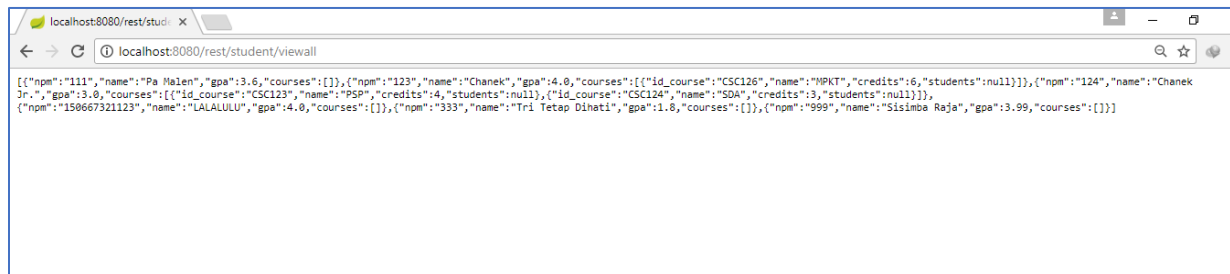 localhost:8080/rest/stude
localhost:8080/rest/student/viewall
[{"npm":"111","name":"Pa Malen","gpa":3.6,"courses":[]},{"npm":"123","name":"Chanek","gpa":4.0,"courses":[{"id_course":"CSC126","name":"MPKT","credits":6,"students":null}]},{"npm":"124","name":"Chanek
Jr.","gpa":3.0,"courses":[{"id_course":"CSC123","name":"PSP","credits":4,"students":null},{"id_course":"CSC124","name":"SDA","credits":3,"students":null}]},
{"npm":"150667321123","name":"LALALULU","gpa":4.0,"courses":[]},{"npm":"333","name":"Tri Tetap Dihati","gpa":1.8,"courses":[]},{"npm":"999","name":"Sisimba Raja","gpa":3.99,"courses":[]}]